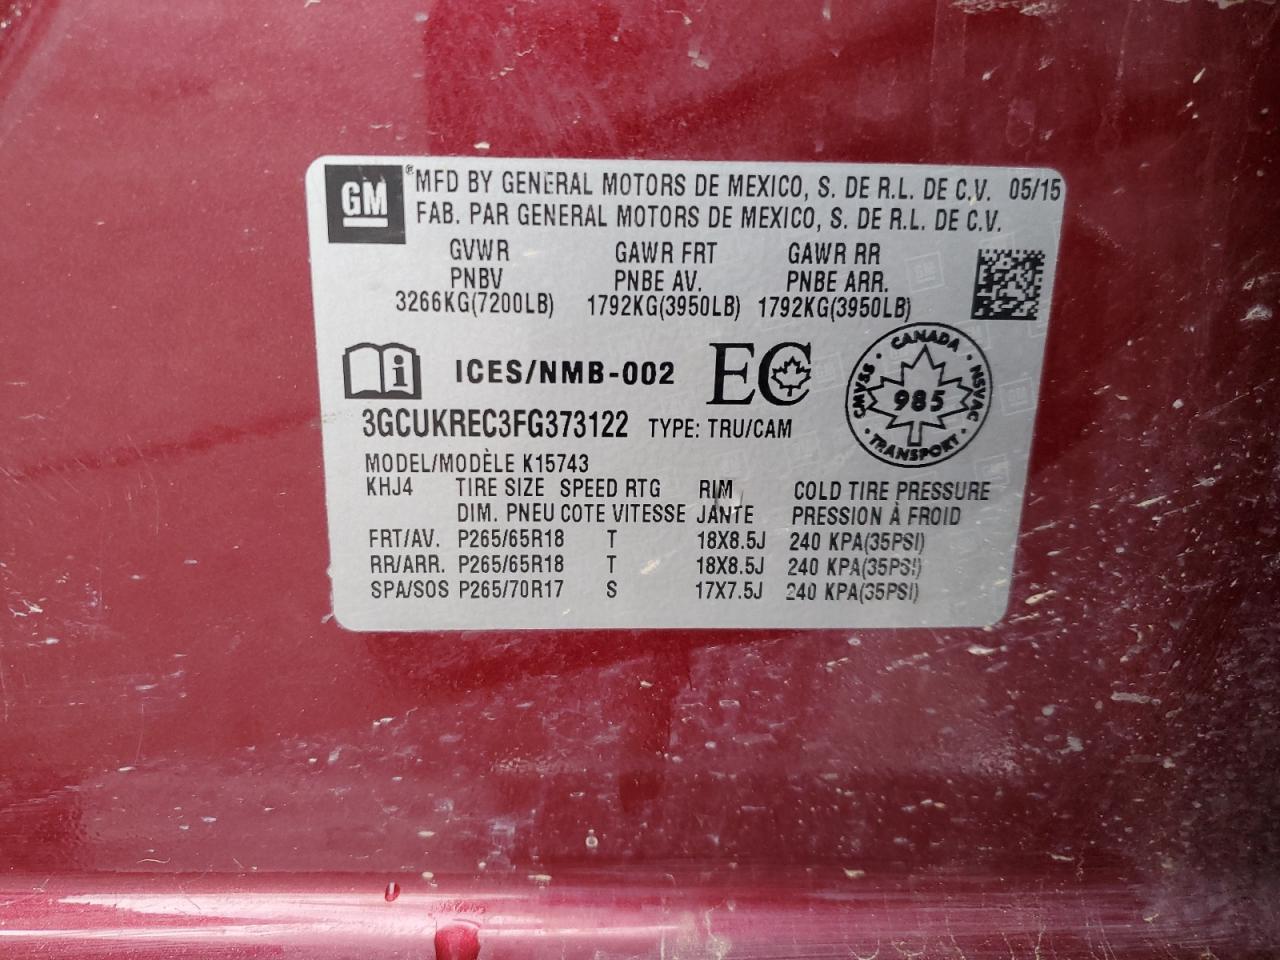 GM ® MFD BY GENERAL MOTORS DE MEXICO, S. DE R.L. DE C.V. 05/15
FAB. PAR GENERAL MOTORS DE MEXICO, S. DE R.L. DE C.V.
GVWR GAWR FRT GAWR RR
PNBV PNBE AV. PNBE ARR.
3266KG(7200LB) 1792KG(3950LB) 1792KG(3950LB)
i ICES/NMB-002 EC
CANADA
CMVSS 985 NSVAC
TRANSPORT
3GCUKREC3FG373122 TYPE: TRU/CAM
MODEL/MODÈLE K15743
KHJ4 TIRE SIZE SPEED RTG RIM COLD TIRE PRESSURE
DIM. PNEU COTE VITESSE JANTE PRESSION À FROID
FRT/AV. P265/65R18 T 18X8.5J 240 KPA(35PSI)
RR/ARR. P265/65R18 T 18X8.5J 240 KPA(35PSI)
SPA/SOS P265/70R17 S 17X7.5J 240 KPA(35PSI)